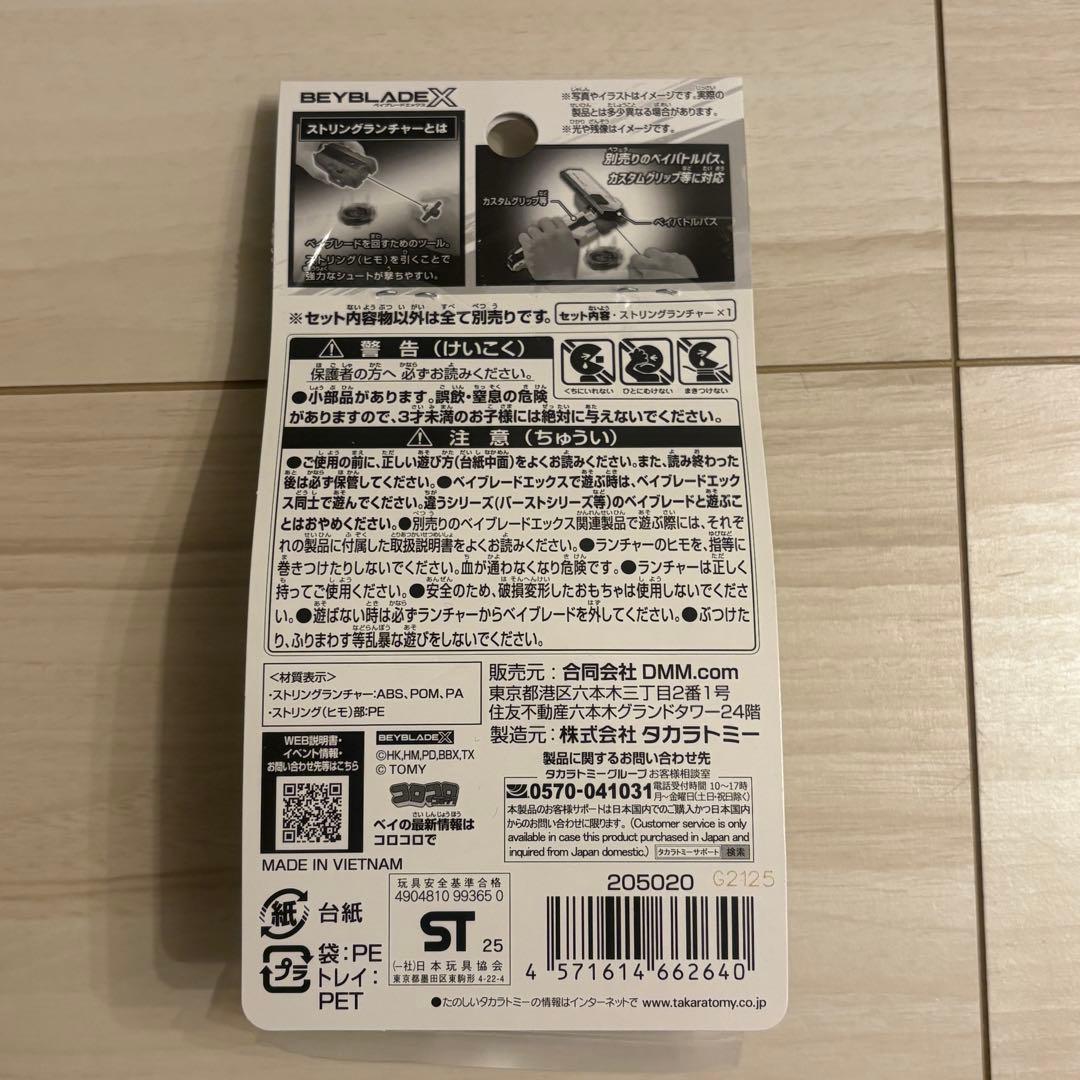 BEYBLADE X
ベイブレードエックス
※写真やイラストはイメージです。実際の
製品とは多少異なる場合があります。
※光や残像はイメージです。
ストリングランチャーとは
ベイブレードを回すためのツール。
ストリング(ヒモ)を引くことで
強力なシュートが撃ちやすい。
別売りのベイバトルパス、
カスタムグリップ等に対応
カスタムグリップ等
ベイバトルパス
※セット内容物以外は全て別売りです。
セット内容・ストリングランチャー×1
警告(けいこく)
保護者の方へ 必ずお読みください。
●小部品があります。誤飲・窒息の危険
がありますので、3才未満のお子様には絶対に与えないでください。
くちにいれない ひとにむけない まきつけない
注意(ちゅうい)
●ご使用の前に、正しい遊び方(台紙中面)をよくお読みください。また、読み終わった
後は必ず保管してください。●ベイブレードエックスで遊ぶ時は、ベイブレードエック
ス同士で遊んでください。違うシリーズ(バーストシリーズ等)のベイブレードと遊ぶこ
とはおやめください。●別売りのベイブレードエックス関連製品で遊ぶ際には、それぞ
れの製品に付属した取扱説明書をよくお読みください。●ランチャーのヒモを、指等に
巻きつけたりしないでください。血が通わなくなり危険です。●ランチャーは正しく
持ってご使用ください。●安全のため、破損変形したおもちゃは使用しないでくださ
い。●遊ばない時は必ずランチャーからベイブレードを外してください。●ぶつけた
り、ふりまわす等乱暴な遊びをしないでください。
<材質表示>
・ストリングランチャー:ABS、POM、PA
・ストリング(ヒモ)部:PE
販売元:合同会社 DMM.com
東京都港区六本木三丁目2番1号
住友不動産六本木グランドタワー24階
製造元:株式会社 タカラトミー
WEB説明書・
イベント情報・
お問い合わせ先等はこちら
BEYBLADE X
©HK,HM,PD,BBX,TX
© TOMY
コロコロ
ベイの最新情報は
コロコロで
製品に関するお問い合わせ先
タカラトミーグループ お客様相談室
0570-041031
電話受付時間 10〜17時
月〜金曜日(土日・祝日除く)
本製品のお客様サポートは日本国内でのご購入かつ日本国内
からのお問い合わせに限ります。(Customer service is only
available in case this product purchased in Japan and
inquired from Japan domestic.)
タカラトミーサポート 検索
MADE IN VIETNAM
紙 台紙
プラ 袋:PE
トレイ:
PET
玩具安全基準合格
4904810 99365 0
ST 25
(一社)日本玩具協会
東京都墨田区東駒形 4-22-4
205020 G2125
4 571614 662640
●たのしいタカラトミーの情報はインターネットで www.takaratomy.co.jp